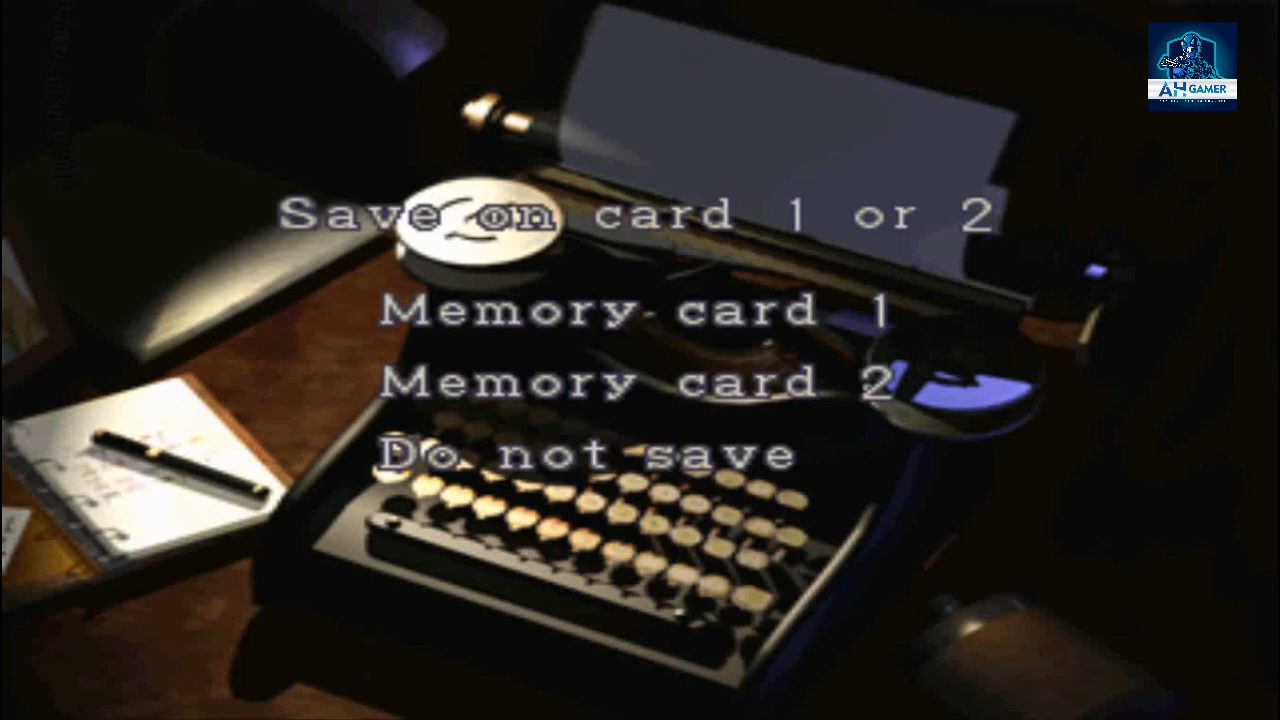 AH GAMER
Save on card 1 or 2
Memory card 1
Memory card 2
Do not save